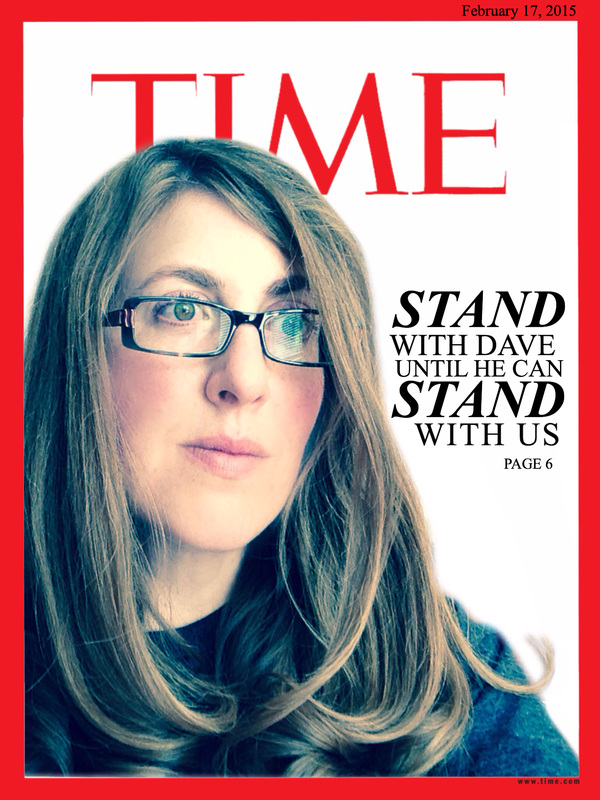 February 17, 2015
TIME
STAND
WITH DAVE
UNTIL HE CAN
STAND
WITH US
PAGE 6
www.time.com